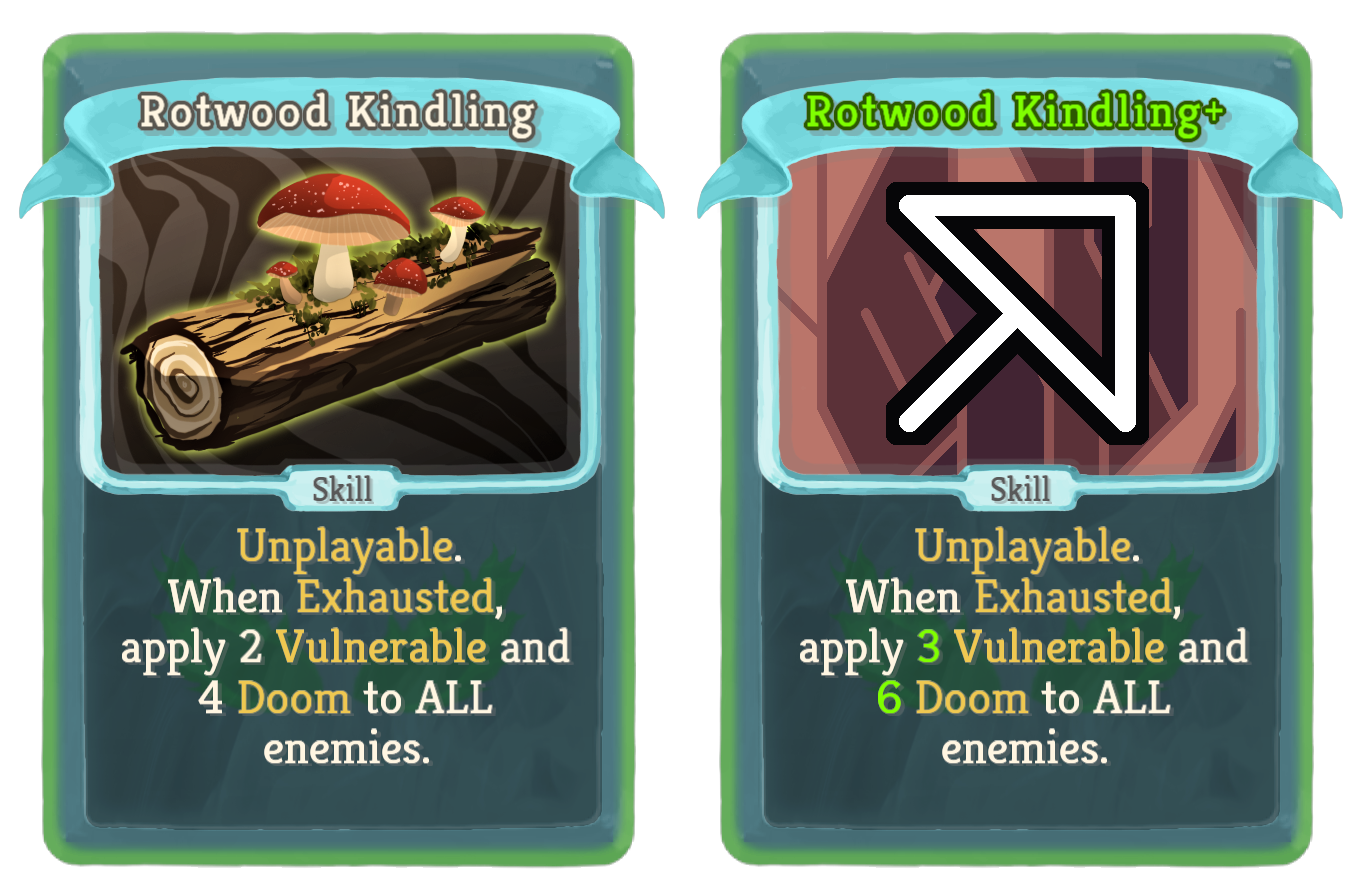 Rotwood Kindling
Skill
Unplayable.
When Exhausted,
apply 2 Vulnerable and
4 Doom to ALL
enemies.
Rotwood Kindling+
Skill
Unplayable.
When Exhausted,
apply 3 Vulnerable and
6 Doom to ALL
enemies.